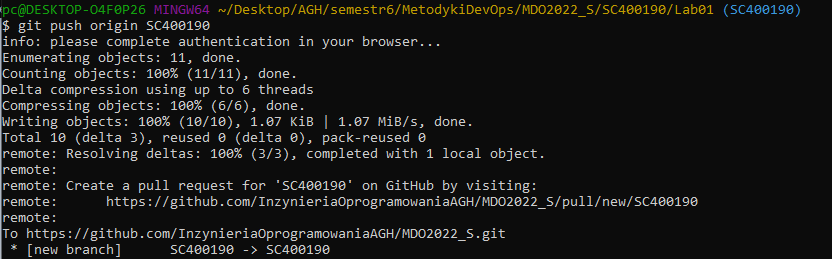 pc@DESKTOP-O4F0P26 MINGW64 ~/Desktop/AGH/semestr6/MetodykiDevOps/MDO2022_S/SC400190/Lab01 (SC400190)
$ git push origin SC400190
info: please complete authentication in your browser...
Enumerating objects: 11, done.
Counting objects: 100% (11/11), done.
Delta compression using up to 6 threads
Compressing objects: 100% (6/6), done.
Writing objects: 100% (10/10), 1.07 KiB | 1.07 MiB/s, done.
Total 10 (delta 3), reused 0 (delta 0), pack-reused 0
remote: Resolving deltas: 100% (3/3), completed with 1 local object.
remote:
remote: Create a pull request for 'SC400190' on GitHub by visiting:
remote:      https://github.com/InzynieriaOprogramowaniaAGH/MDO2022_S/pull/new/SC400190
remote:
To https://github.com/InzynieriaOprogramowaniaAGH/MDO2022_S.git
 * [new branch]      SC400190 -> SC400190